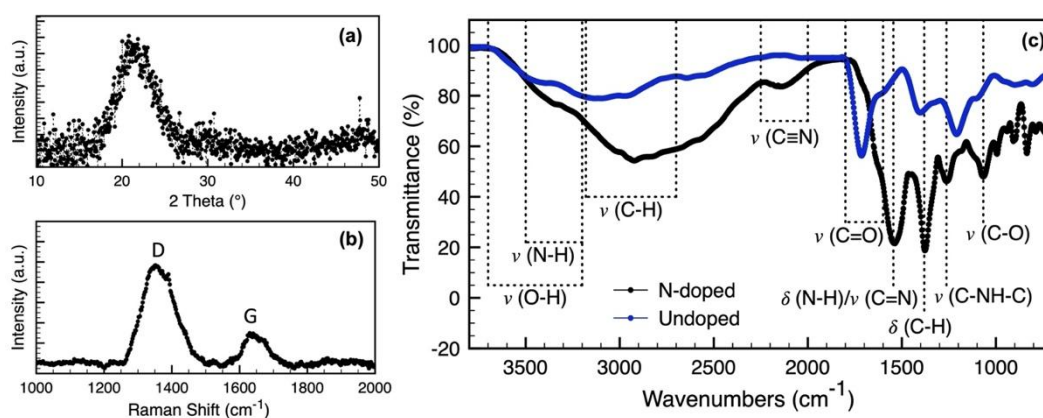 (a)
Intensity (a.u.)
10 20 30 40 50
2 Theta (°)
(b)
Intensity (a.u.)
D
G
1000 1200 1400 1600 1800 2000
Raman Shift (cm-1)
(c)
Transmittance (%)
100
80
60
40
20
0
-20
ν (C≡N)
ν (C-H)
ν (N-H)
ν (C=O)
ν (C-O)
ν (O-H)
δ (N-H)/ν (C=N)
ν (C-NH-C)
δ (C-H)
N-doped
Undoped
3500 3000 2500 2000 1500 1000
Wavenumbers (cm-1)